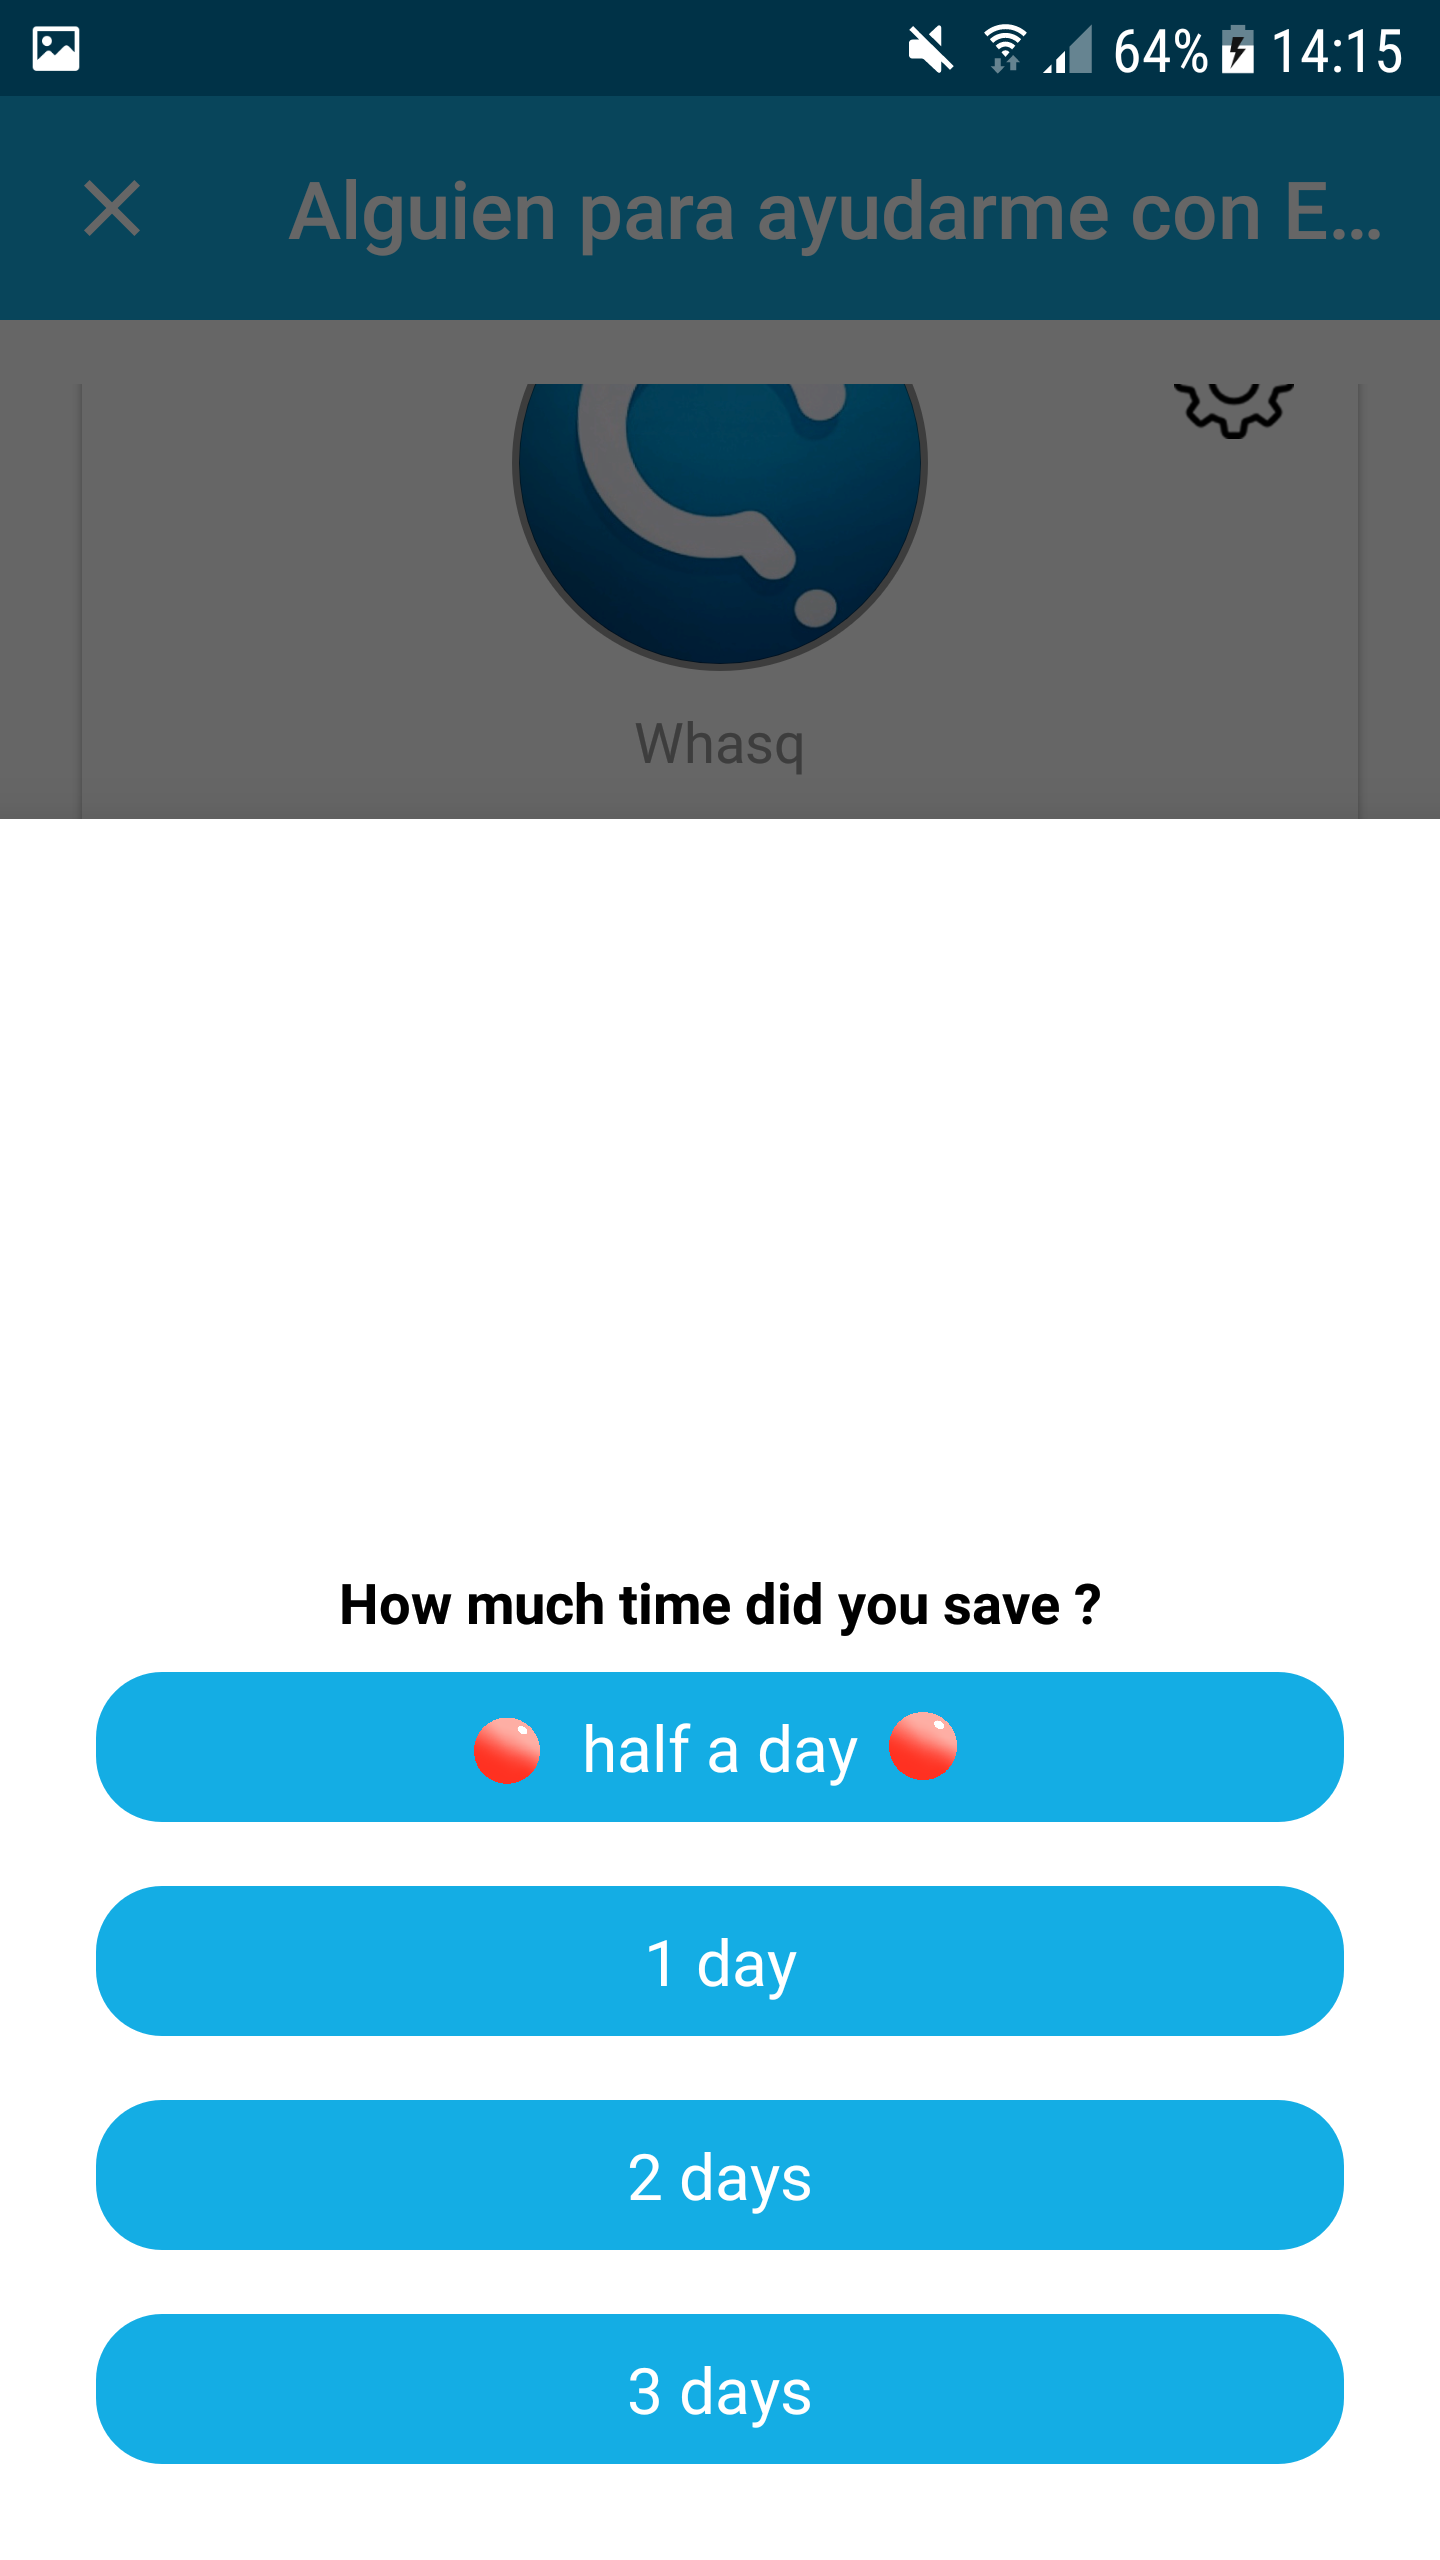 64% 14:15
Alguien para ayudarme con E...
Whasq
How much time did you save ?
half a day
1 day
2 days
3 days